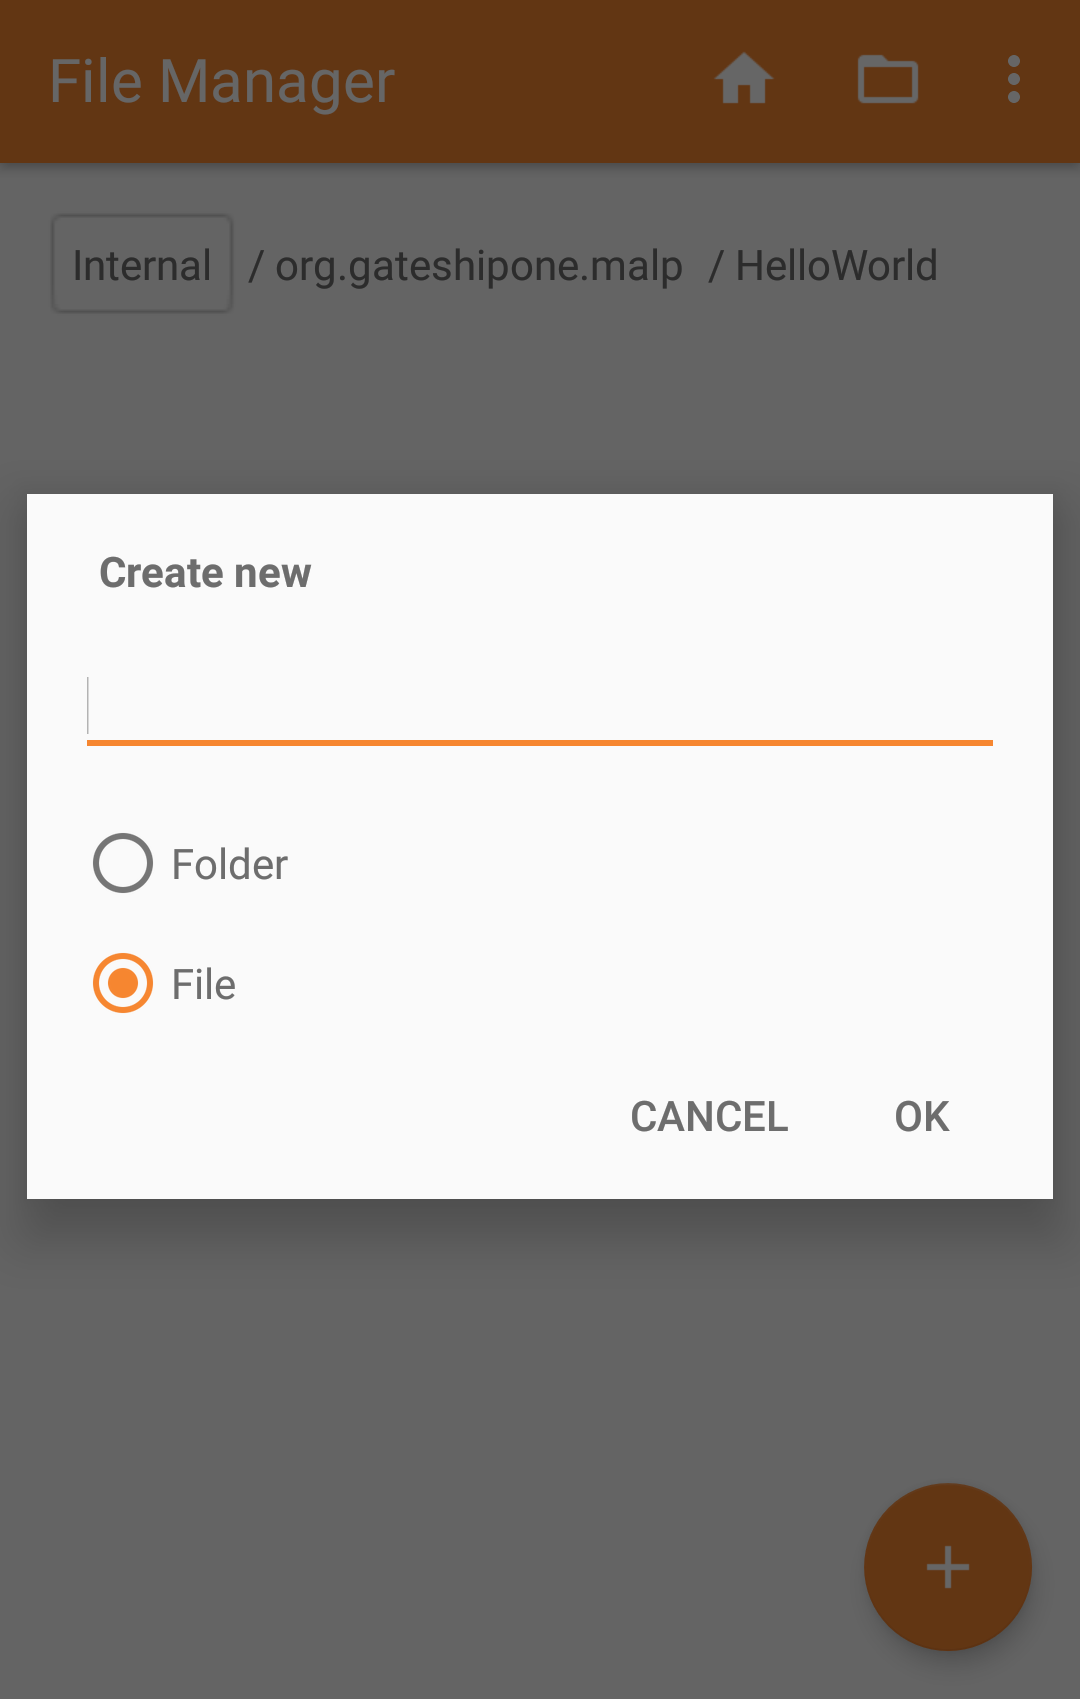 File Manager
Internal / org.gateshipone.malp / HelloWorld
Create new
Folder
File
CANCEL OK